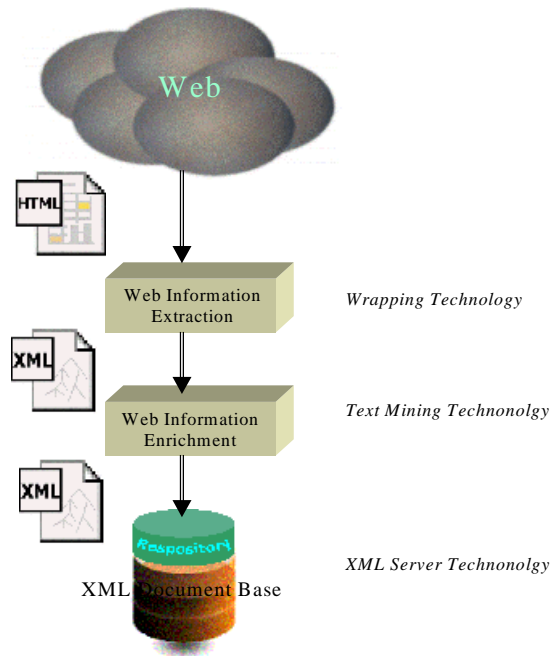 Web
HTML
Web Information
Extraction
Wrapping Technology
XML
Text Mining Technonolgy
Web Information
Enrichment
XML
Respository
XML Server Technonolgy
XML Document Base